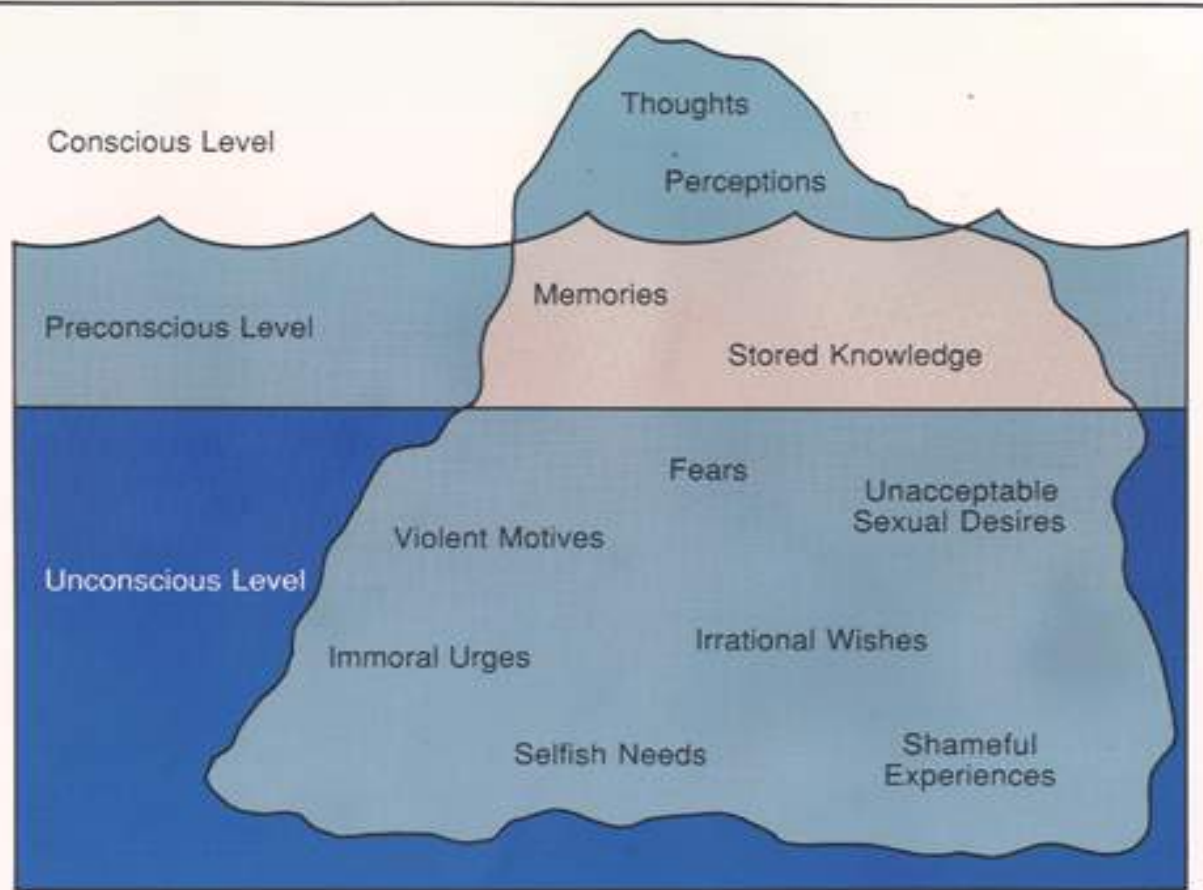 Thoughts
Conscious Level
Perceptions
Memories
Preconscious Level
Stored Knowledge
Fears
Unacceptable
Sexual Desires
Violent Motives
Unconscious Level
Irrational Wishes
Immoral Urges
Selfish Needs
Shameful
Experiences